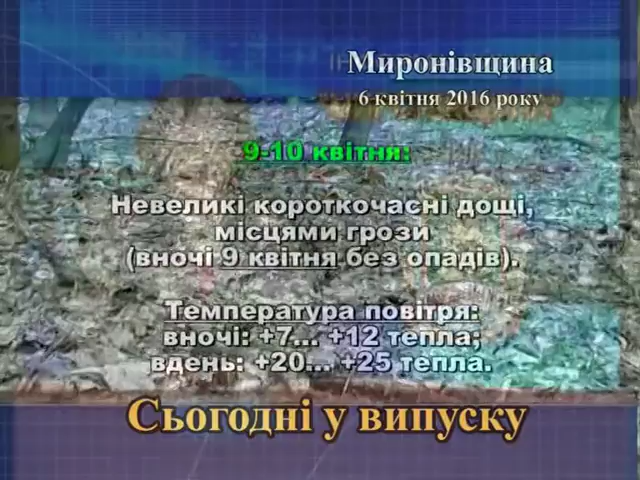 Миронівщина
6 квітня 2016 року
9-10 квітня:
Невеликі короткочасні дощі,
місцями грози
(вночі 9 квітня без опадів).
Температура повітря:
вночі: +7... +12 тепла;
вдень: +20... +25 тепла.
Сьогодні у випуску